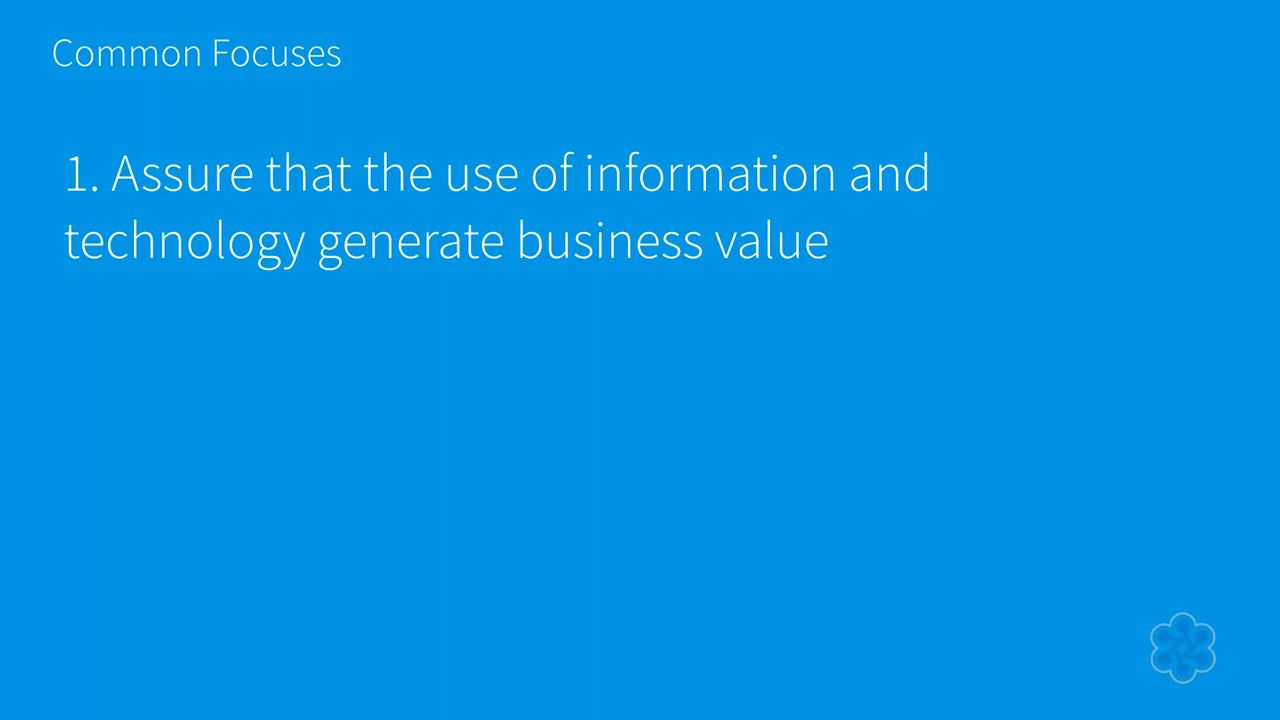 Common Focuses
1. Assure that the use of information and
technology generate business value